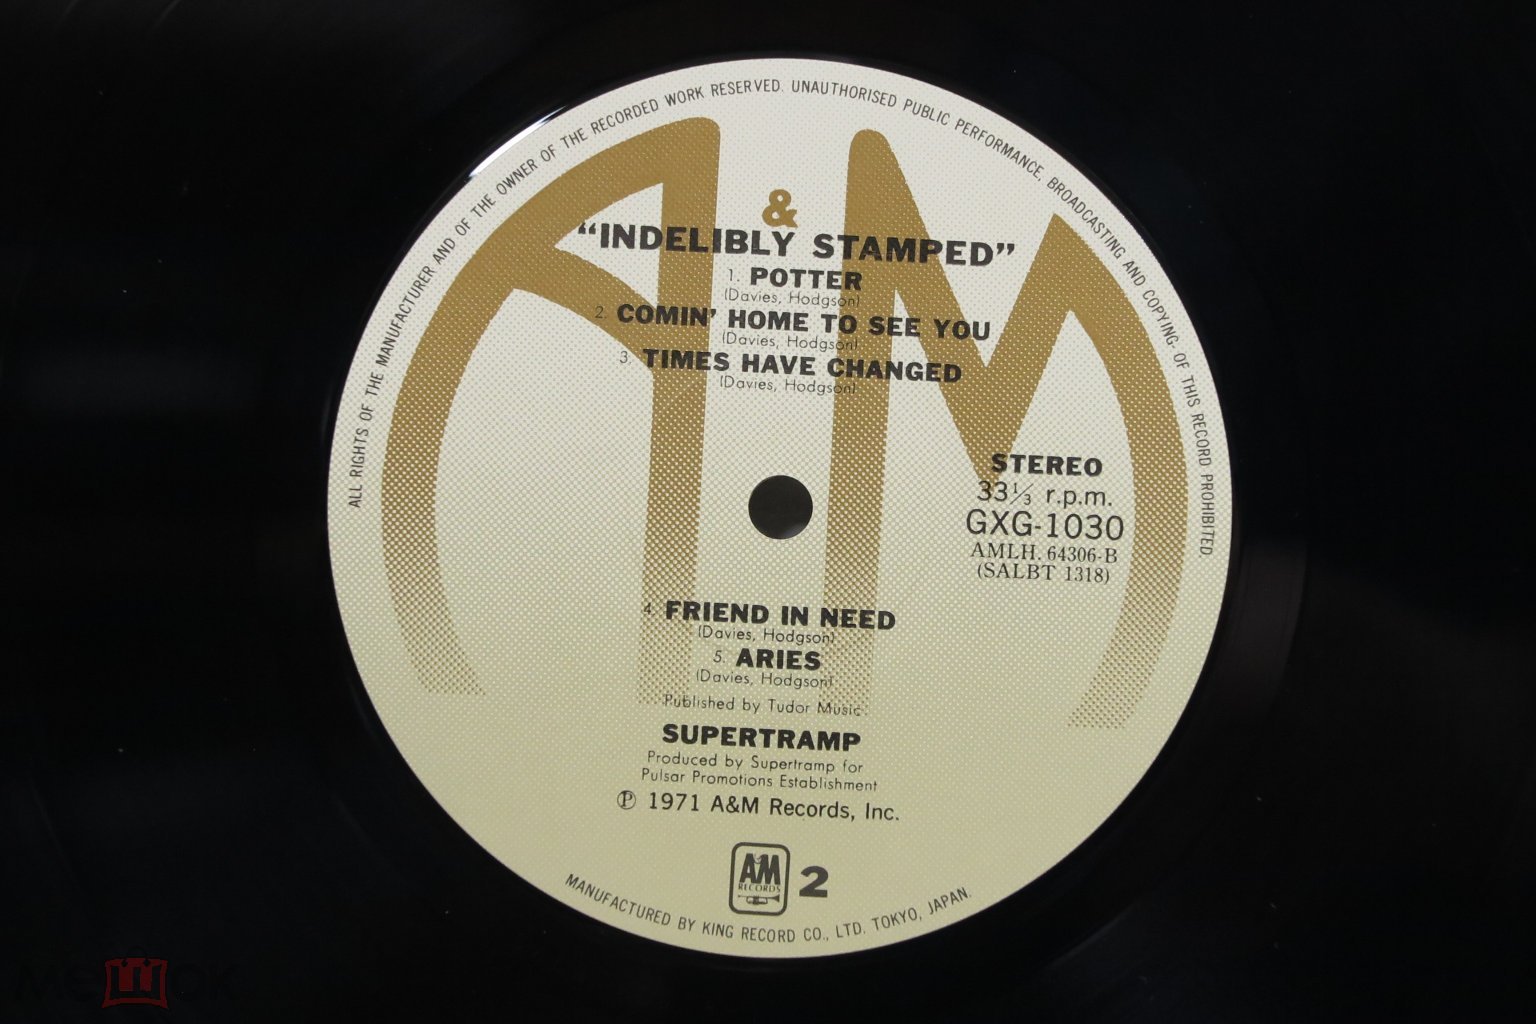 ALL RIGHTS OF THE MANUFACTURER AND OF THE OWNER OF THE RECORDED WORK RESERVED. UNAUTHORISED PUBLIC PERFORMANCE, BROADCASTING AND COPYING OF THIS RECORD PROHIBITED.
A&M
"INDELIBLY STAMPED"
1. POTTER
(Davies, Hodgson)
2. COMIN' HOME TO SEE YOU
(Davies, Hodgson)
3. TIMES HAVE CHANGED
(Davies, Hodgson)
STEREO
33 1/3 r.p.m.
GXG-1030
AMLH. 64306-B
(SALBT 1318)
4. FRIEND IN NEED
(Davies, Hodgson)
5. ARIES
(Davies, Hodgson)
Published by Tudor Music
SUPERTRAMP
Produced by Supertramp for
Pulsar Promotions Establishment
℗ 1971 A&M Records, Inc.
A&M
RECORDS
2
MANUFACTURED BY KING RECORD CO., LTD. TOKYO, JAPAN.
мешок